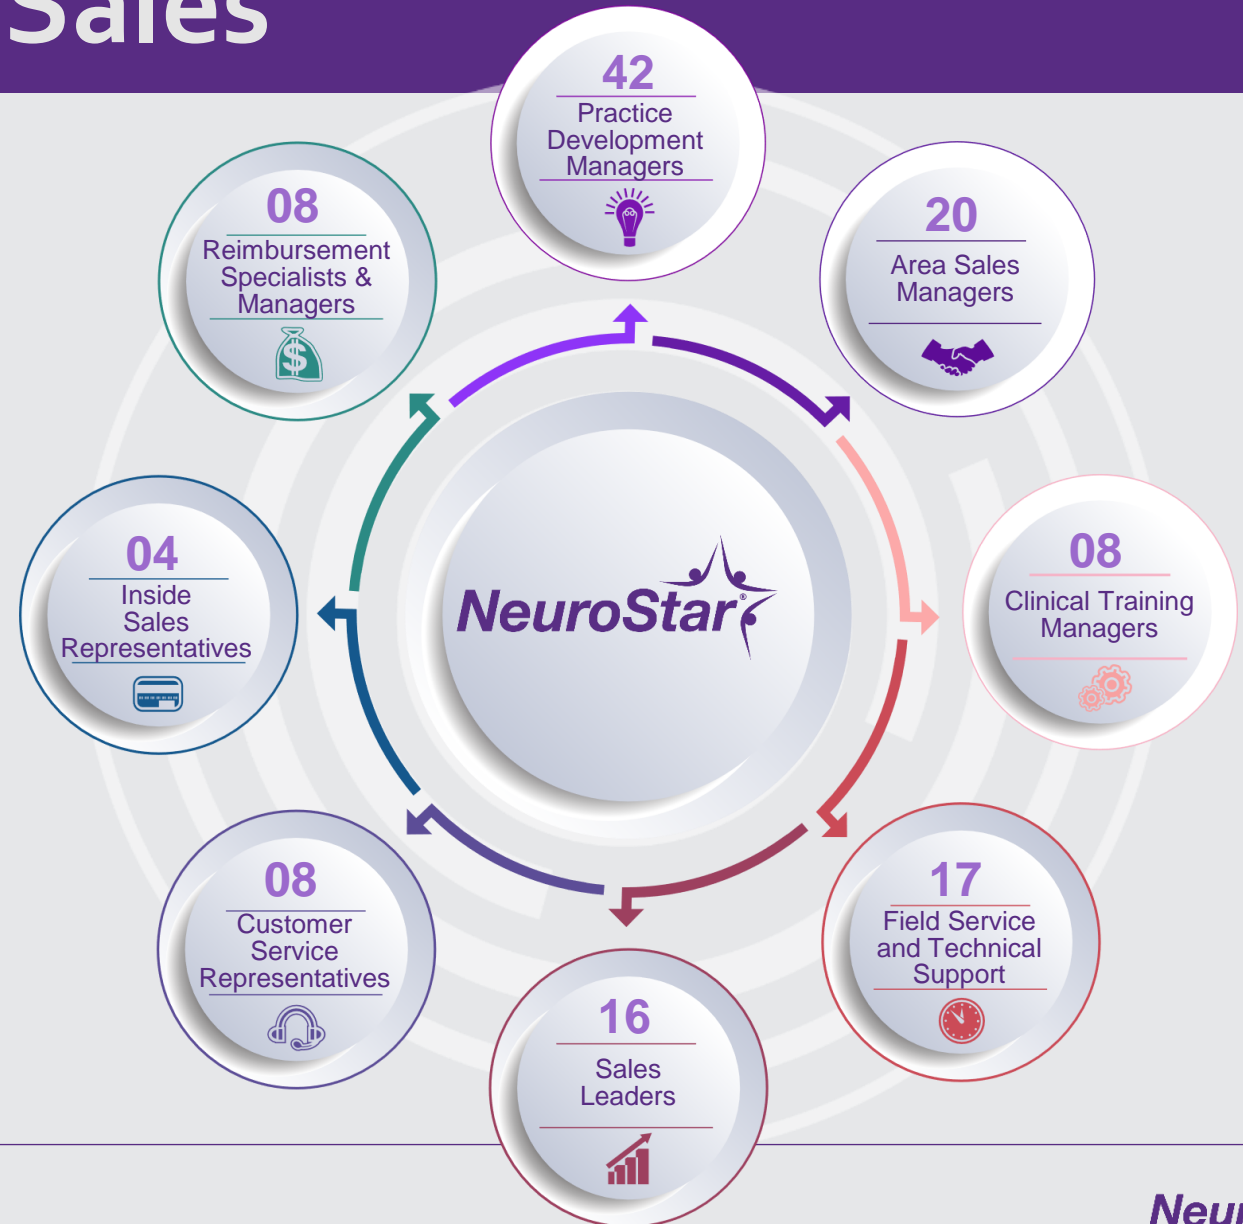 Sales
42
Practice
Development
Managers
20
Area Sales
Managers
08
Clinical Training
Managers
17
Field Service
and Technical
Support
16
Sales
Leaders
08
Customer
Service
Representatives
04
Inside
Sales
Representatives
08
Reimbursement
Specialists &
Managers
$
NeuroStar®
Neur